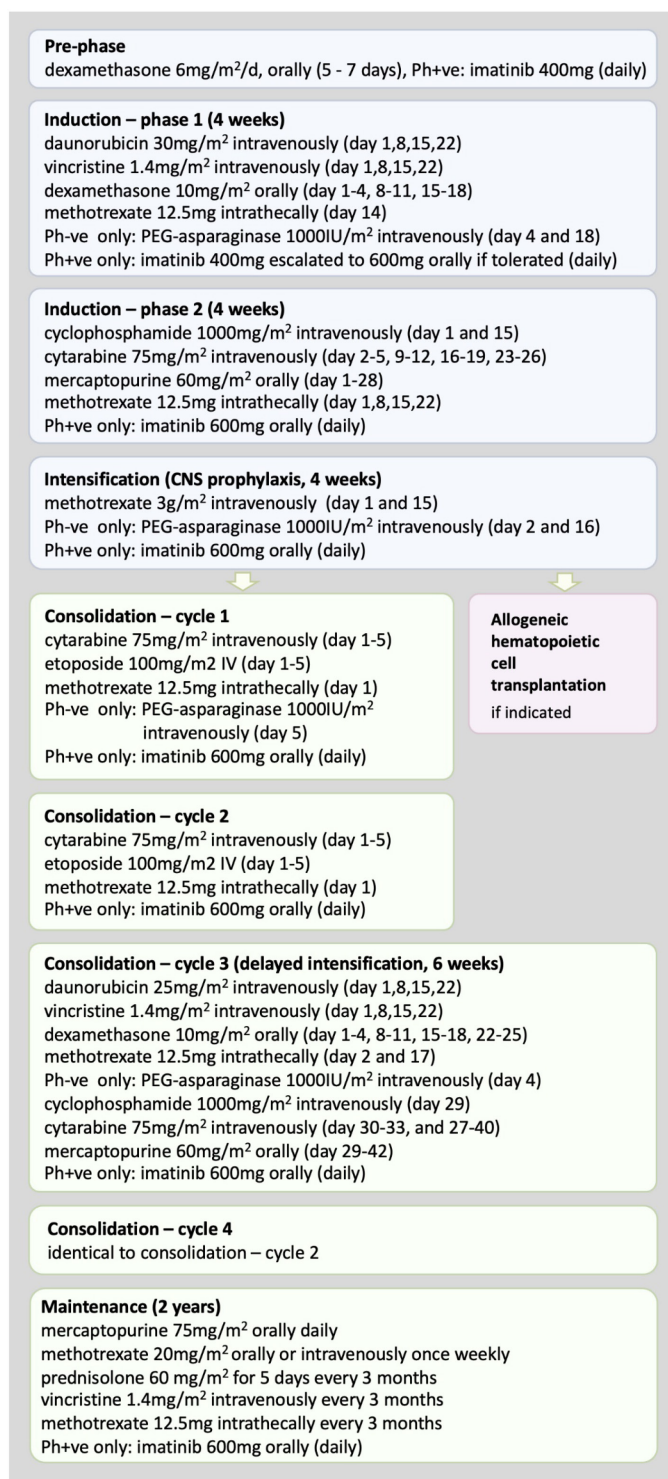 Pre-phase
dexamethasone 6mg/m²/d, orally (5 - 7 days), Ph+ve: imatinib 400mg (daily)
Induction – phase 1 (4 weeks)
daunorubicin 30mg/m² intravenously (day 1,8,15,22)
vincristine 1.4mg/m² intravenously (day 1,8,15,22)
dexamethasone 10mg/m² orally (day 1-4, 8-11, 15-18)
methotrexate 12.5mg intrathecally (day 14)
Ph-ve  only: PEG-asparaginase 1000IU/m² intravenously (day 4 and 18)
Ph+ve only: imatinib 400mg escalated to 600mg orally if tolerated (daily)
Induction – phase 2 (4 weeks)
cyclophosphamide 1000mg/m² intravenously (day 1 and 15)
cytarabine 75mg/m² intravenously (day 2-5, 9-12, 16-19, 23-26)
mercaptopurine 60mg/m² orally (day 1-28)
methotrexate 12.5mg intrathecally (day 1,8,15,22)
Ph+ve only: imatinib 600mg orally (daily)
Intensification (CNS prophylaxis, 4 weeks)
methotrexate 3g/m² intravenously  (day 1 and 15)
Ph-ve  only: PEG-asparaginase 1000IU/m² intravenously (day 2 and 16)
Ph+ve only: imatinib 600mg orally (daily)
Consolidation – cycle 1
cytarabine 75mg/m² intravenously (day 1-5)
etoposide 100mg/m2 IV (day 1-5)
methotrexate 12.5mg intrathecally (day 1)
Ph-ve  only: PEG-asparaginase 1000IU/m²
intravenously (day 5)
Ph+ve only: imatinib 600mg orally (daily)
Allogeneic
hematopoietic
cell
transplantation
if indicated
Consolidation – cycle 2
cytarabine 75mg/m² intravenously (day 1-5)
etoposide 100mg/m2 IV (day 1-5)
methotrexate 12.5mg intrathecally (day 1)
Ph+ve only: imatinib 600mg orally (daily)
Consolidation – cycle 3 (delayed intensification, 6 weeks)
daunorubicin 25mg/m² intravenously (day 1,8,15,22)
vincristine 1.4mg/m² intravenously (day 1,8,15,22)
dexamethasone 10mg/m² orally (day 1-4, 8-11, 15-18, 22-25)
methotrexate 12.5mg intrathecally (day 2 and 17)
Ph-ve  only: PEG-asparaginase 1000IU/m² intravenously (day 4)
cyclophosphamide 1000mg/m² intravenously (day 29)
cytarabine 75mg/m² intravenously (day 30-33, and 27-40)
mercaptopurine 60mg/m² orally (day 29-42)
Ph+ve only: imatinib 600mg orally (daily)
Consolidation – cycle 4
identical to consolidation – cycle 2
Maintenance (2 years)
mercaptopurine 75mg/m² orally daily
methotrexate 20mg/m² orally or intravenously once weekly
prednisolone 60 mg/m² for 5 days every 3 months
vincristine 1.4mg/m² intravenously every 3 months
methotrexate 12.5mg intrathecally every 3 months
Ph+ve only: imatinib 600mg orally (daily)